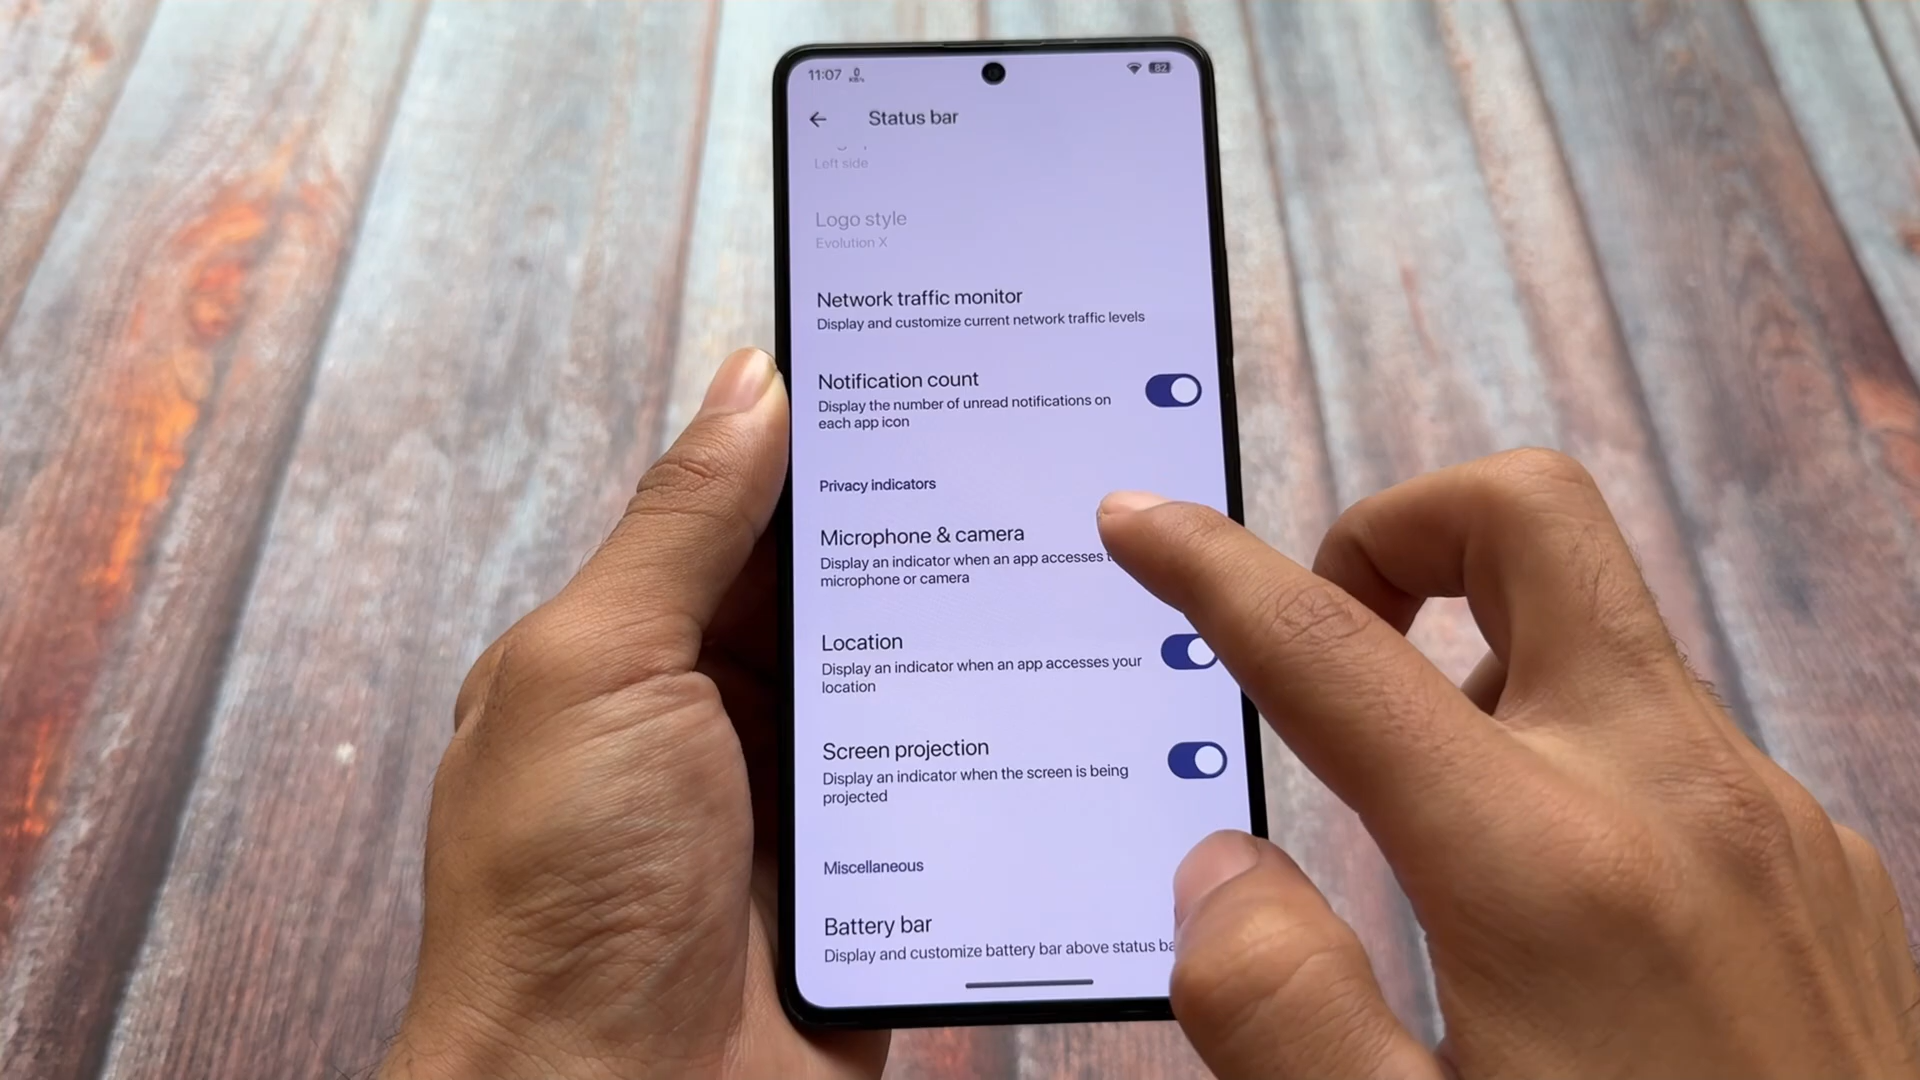 11:07 0 KB/s 82
Status bar
Left side
Logo style
Evolution X
Network traffic monitor
Display and customize current network traffic levels
Notification count
Display the number of unread notifications on
each app icon
Privacy indicators
Microphone & camera
Display an indicator when an app accesses
microphone or camera
Location
Display an indicator when an app accesses your
location
Screen projection
Display an indicator when the screen is being
projected
Miscellaneous
Battery bar
Display and customize battery bar above status